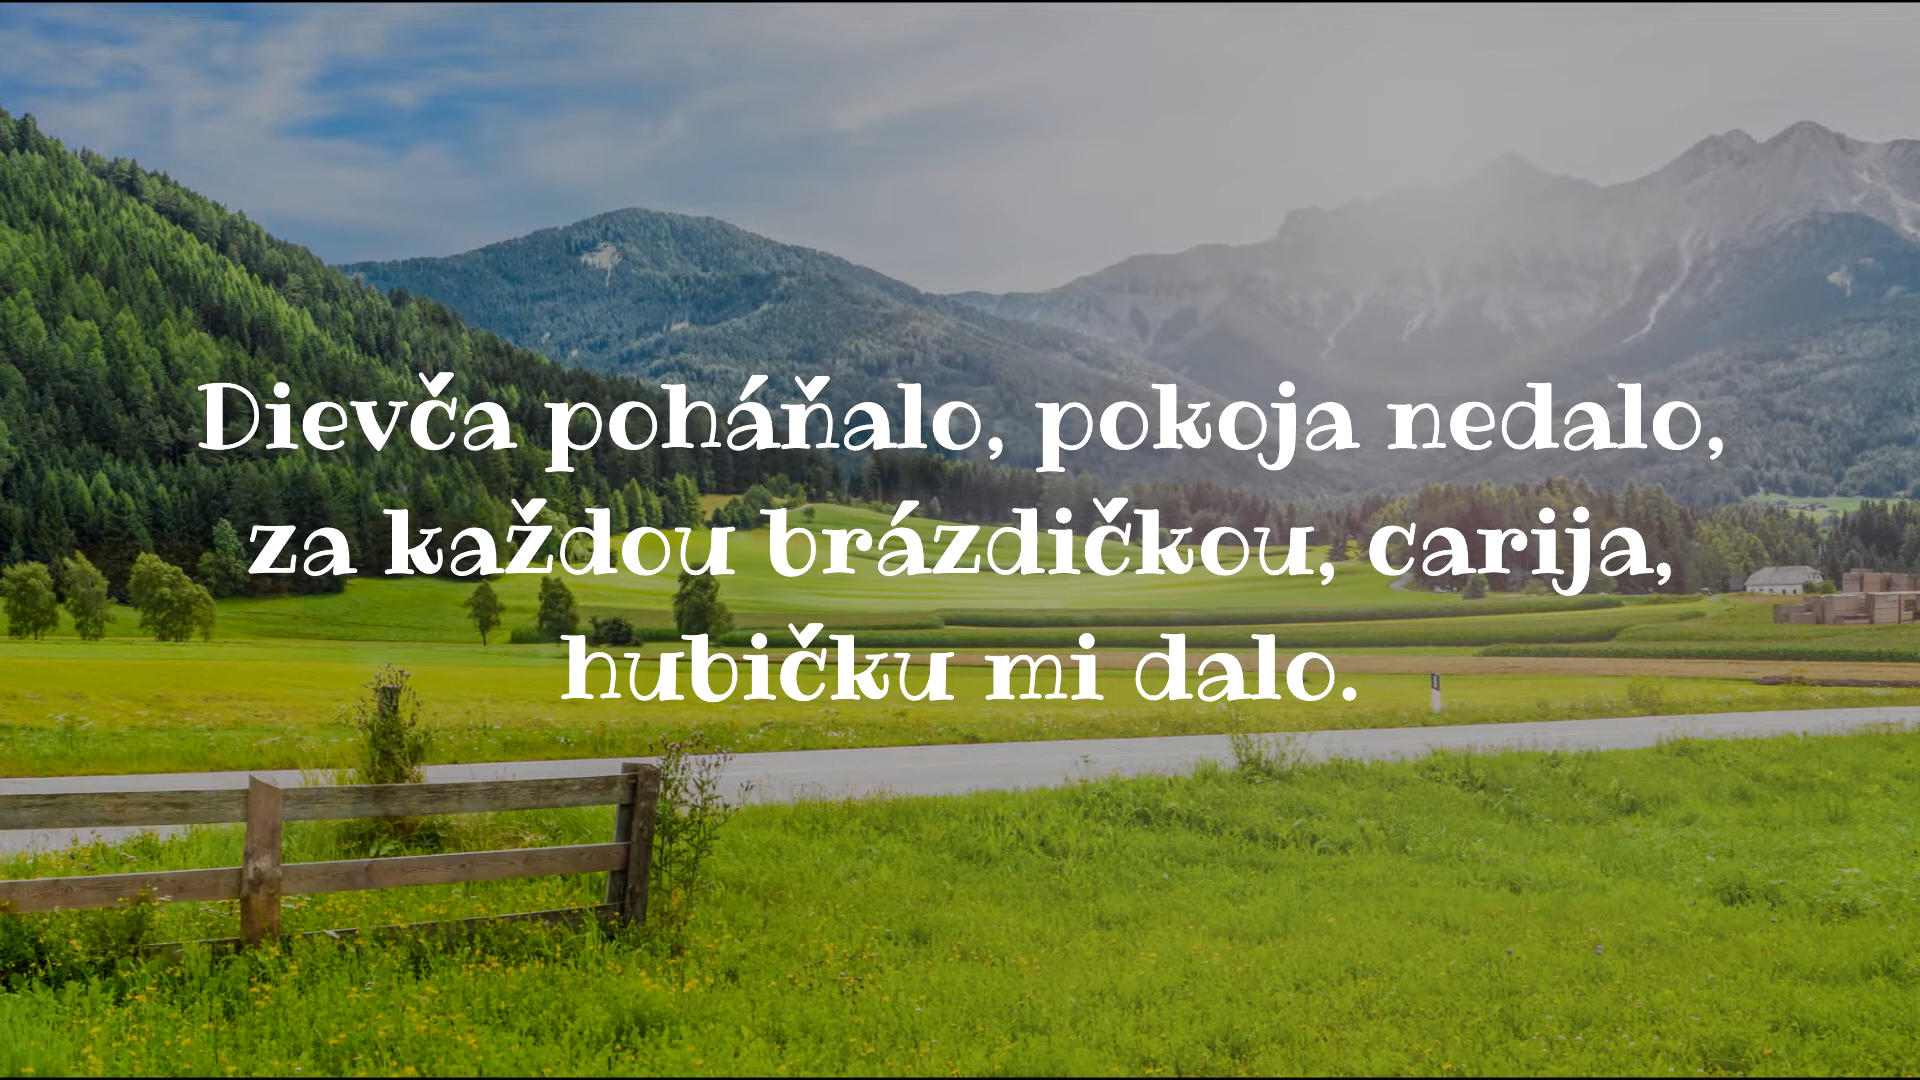 Dievča poháňalo, pokoja nedalo,
za každou brázdičkou, carija,
hubičku mi dalo.